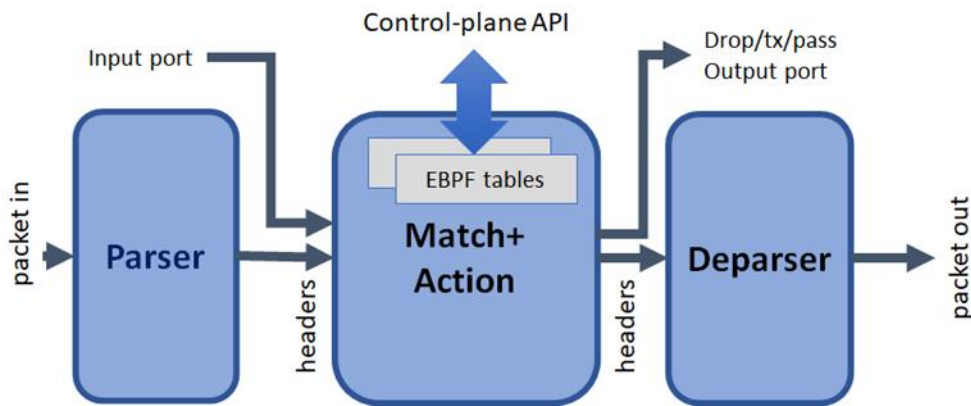 Control-plane API
Input port
Drop/tx/pass
Output port
EBPF tables
packet in
Parser
headers
Match+
Action
headers
Deparser
packet out